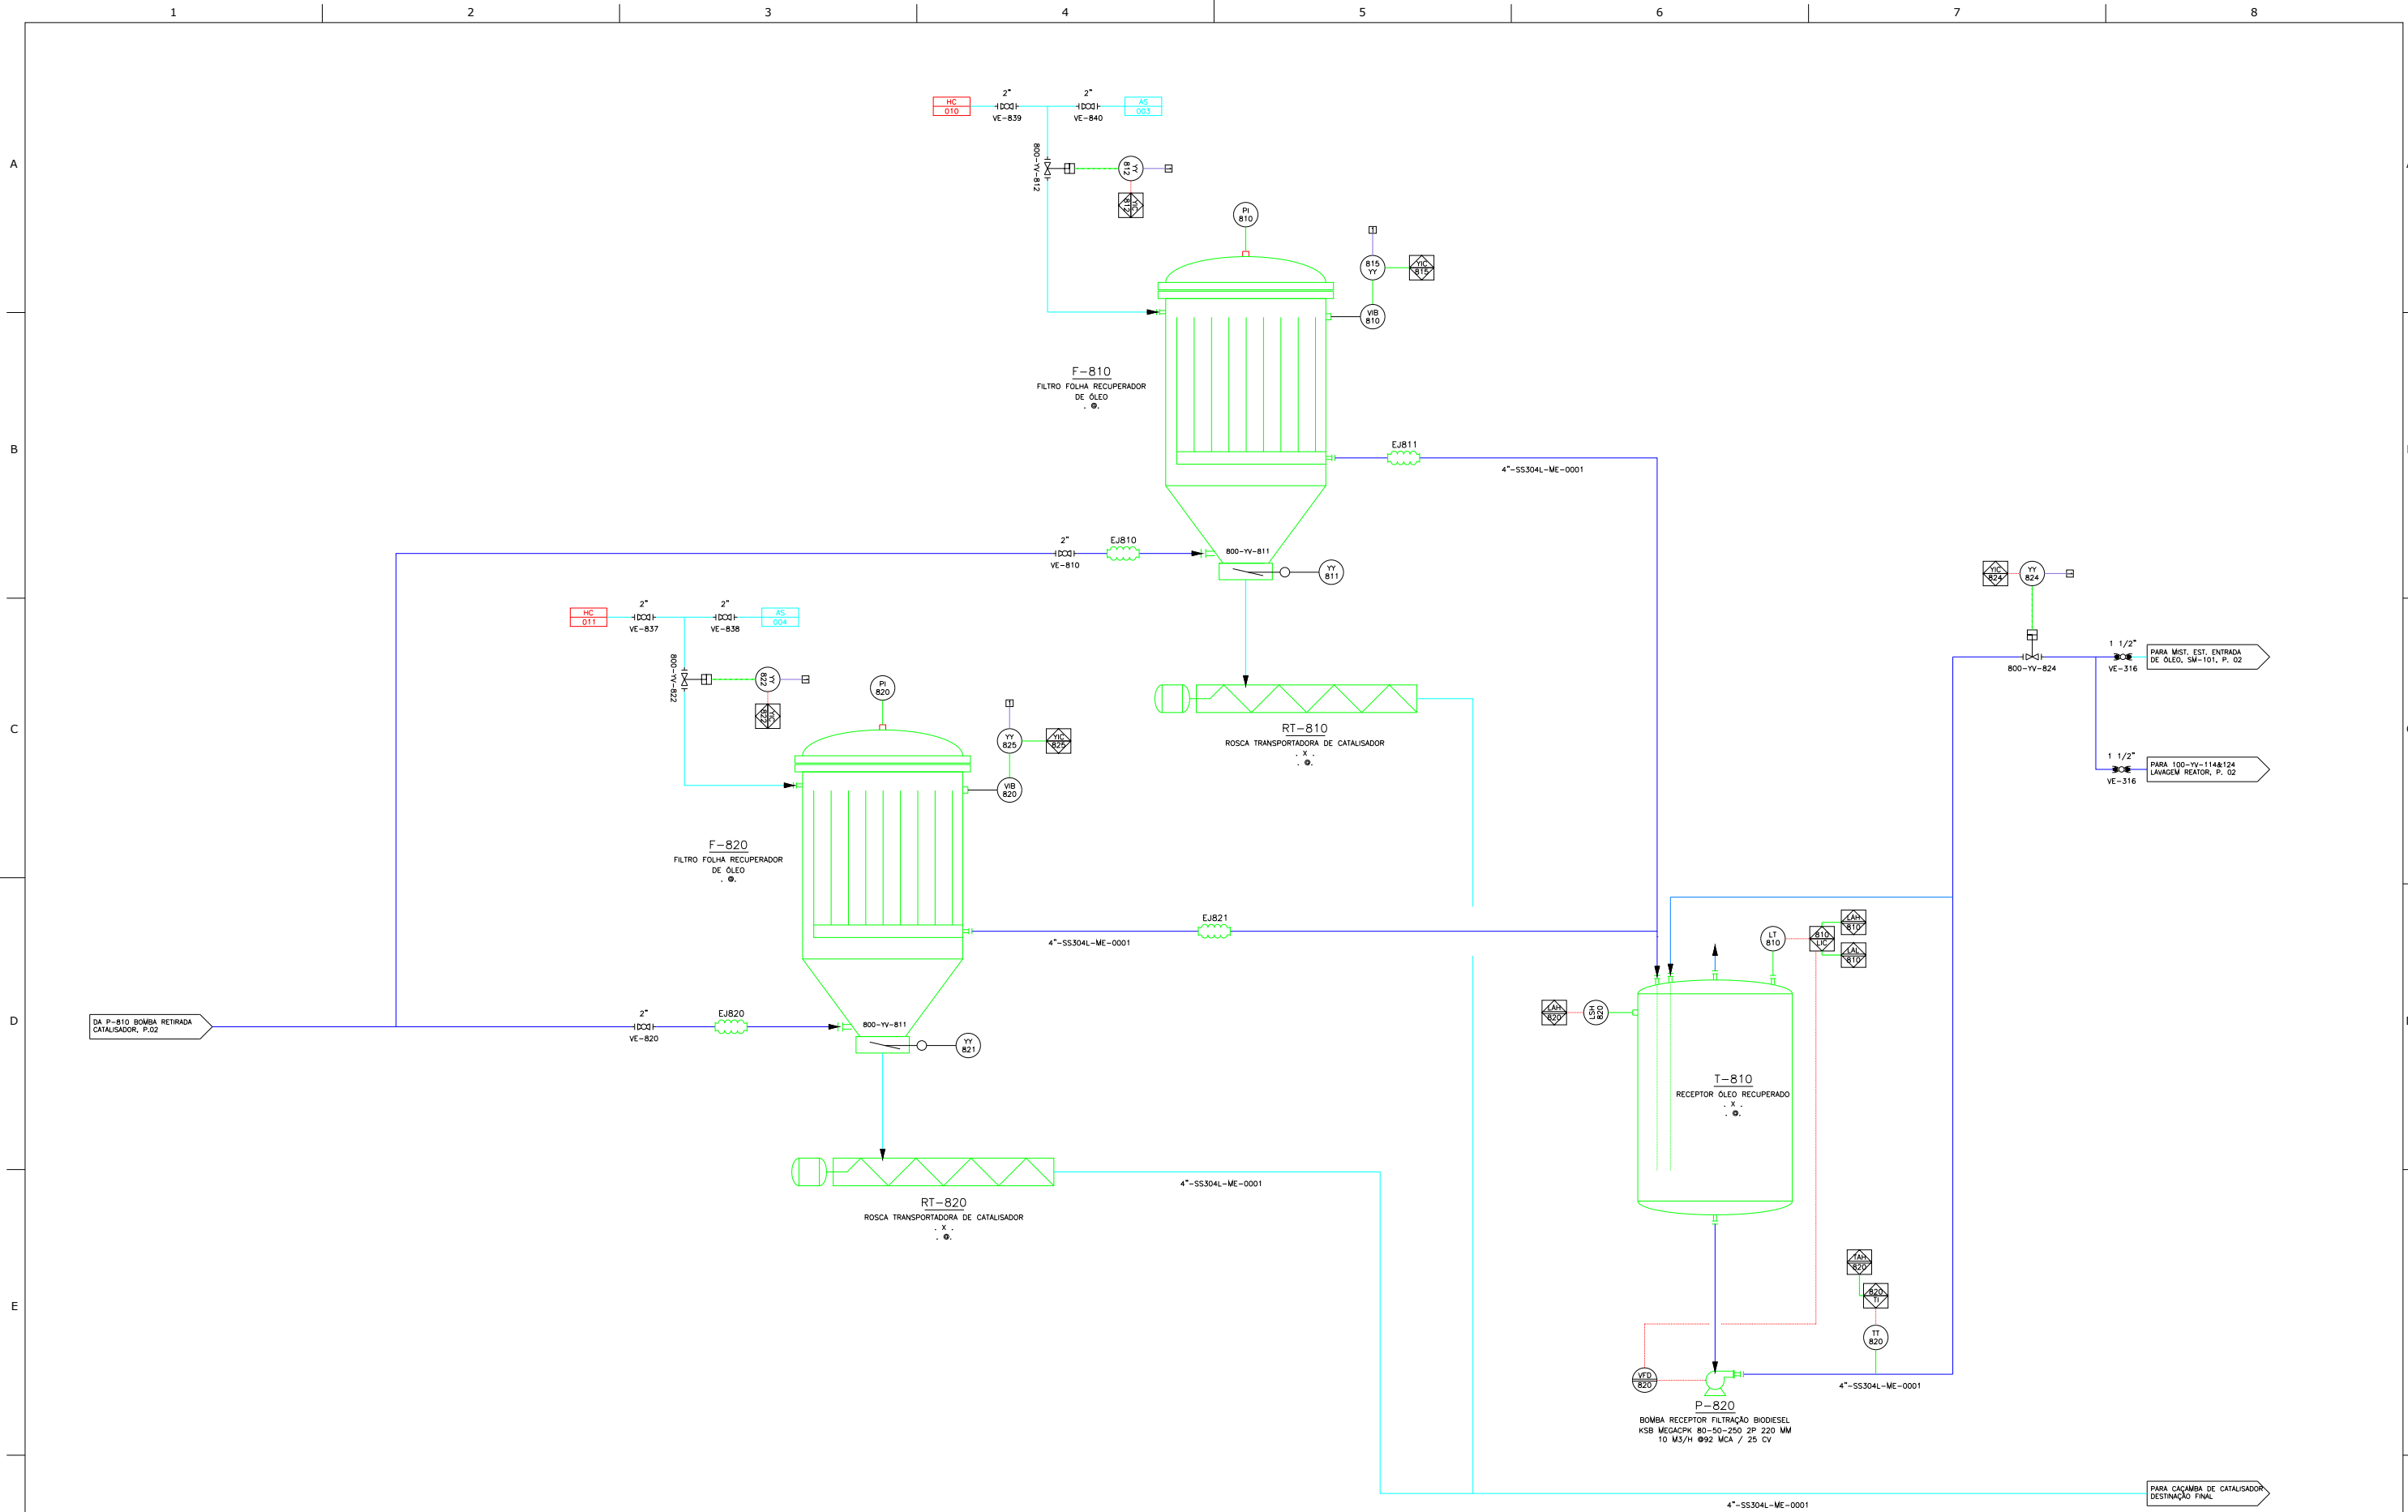 1 2 3 4 5 6 7 8
A
B
C
D
E
HC
010
2"
VE-839
2"
VE-840
AS
003
800-YV-812
YY
812
YIC
812
PI
810
815
YY
YIC
815
VIB
810
F-810
FILTRO FOLHA RECUPERADOR
DE ÓLEO
. @.
EJ811
4"-SS304L-ME-0001
2"
VE-810
EJ810
800-YV-811
YY
811
HC
011
2"
VE-837
2"
VE-838
AS
004
800-YV-822
YY
822
YIC
822
PI
820
YY
825
YIC
825
VIB
820
RT-810
ROSCA TRANSPORTADORA DE CATALISADOR
. X .
. @.
YIC
824
YY
824
800-YV-824
1 1/2"
VE-316
PARA MIST. EST. ENTRADA
DE ÓLEO, SM-101, P. 02
1 1/2"
VE-316
PARA 100-YV-114&124
LAVAGEM REATOR, P. 02
F-820
FILTRO FOLHA RECUPERADOR
DE ÓLEO
. @.
EJ821
4"-SS304L-ME-0001
LT
810
810
LIC
LAH
810
LAL
810
LAH
820
LSH
820
DA P-810 BOMBA RETIRADA
CATALISADOR, P.02
2"
VE-820
EJ820
800-YV-811
YY
821
T-810
RECEPTOR ÓLEO RECUPERADO
. X .
. @.
4"-SS304L-ME-0001
RT-820
ROSCA TRANSPORTADORA DE CATALISADOR
. X .
. @.
TAH
820
820
TI
TT
820
VFD
820
4"-SS304L-ME-0001
P-820
BOMBA RECEPTOR FILTRAÇÃO BIODIESEL
KSB MEGACPK 80-50-250 2P 220 MM
10 M3/H @92 MCA / 25 CV
PARA CAÇAMBA DE CATALISADOR
DESTINAÇÃO FINAL
4"-SS304L-ME-0001